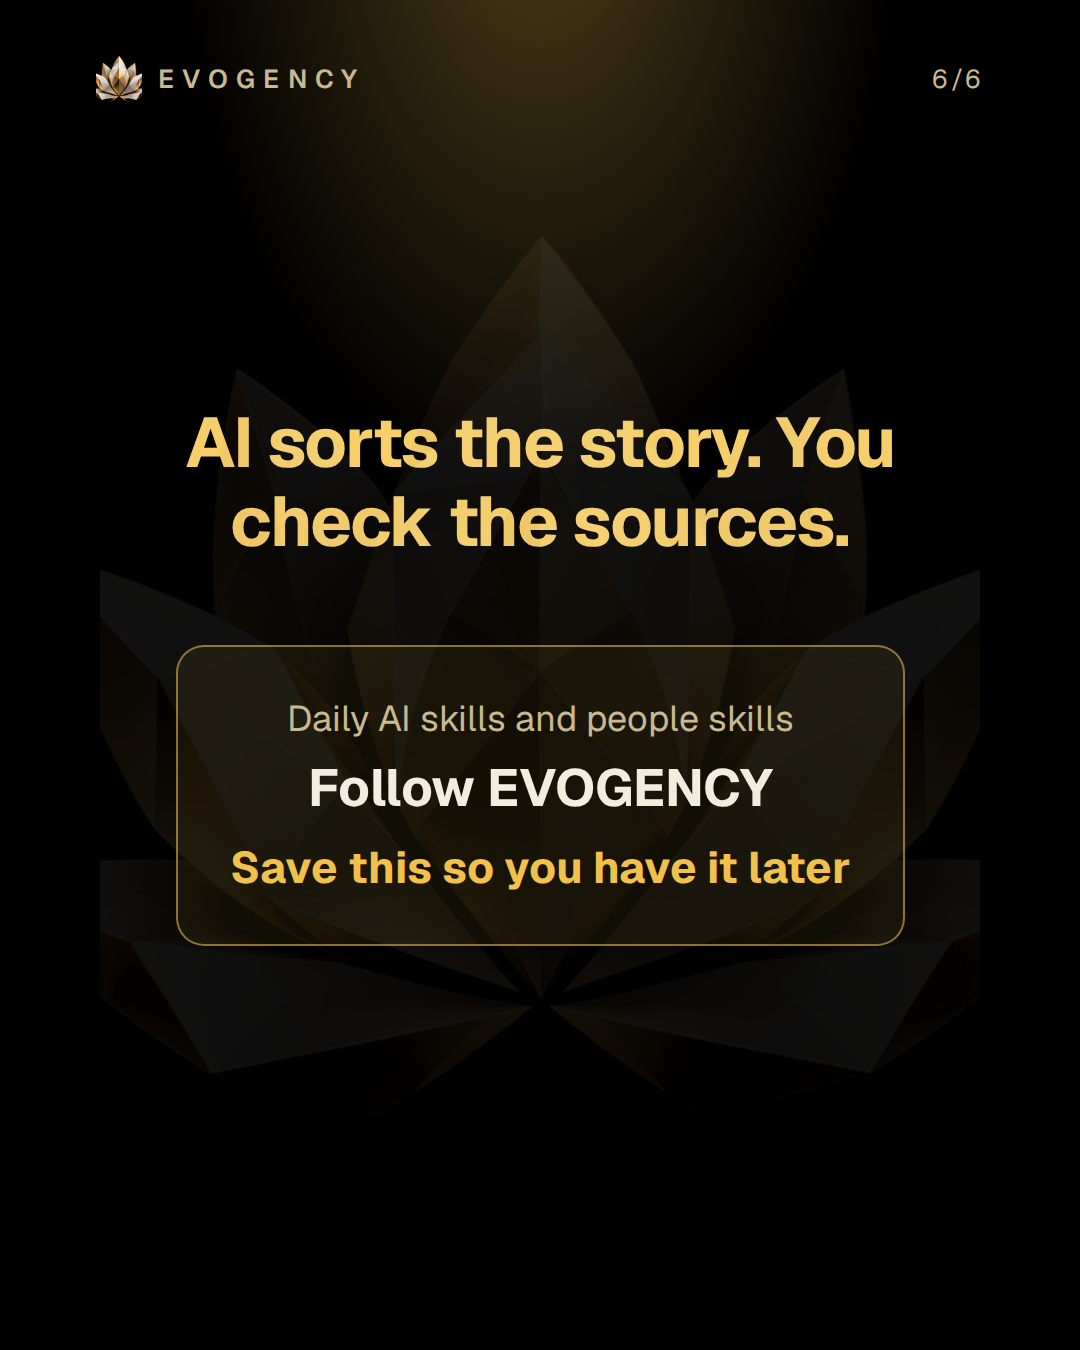 EVOGENCY
6/6
AI sorts the story. You
check the sources.
Daily AI skills and people skills
Follow EVOGENCY
Save this so you have it later